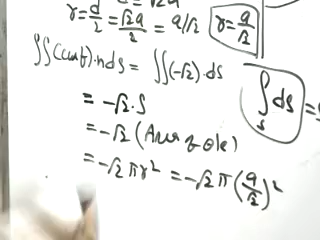 r = d/2 = √2a/2 = a/√2 r = a/√2
∬(curl f).n ds = ∬(-√2).ds
∫ₛ ds =
= -√2.S
= -√2 (Area of ole)
= -√2 πr² = -√2 π (a/√2)²